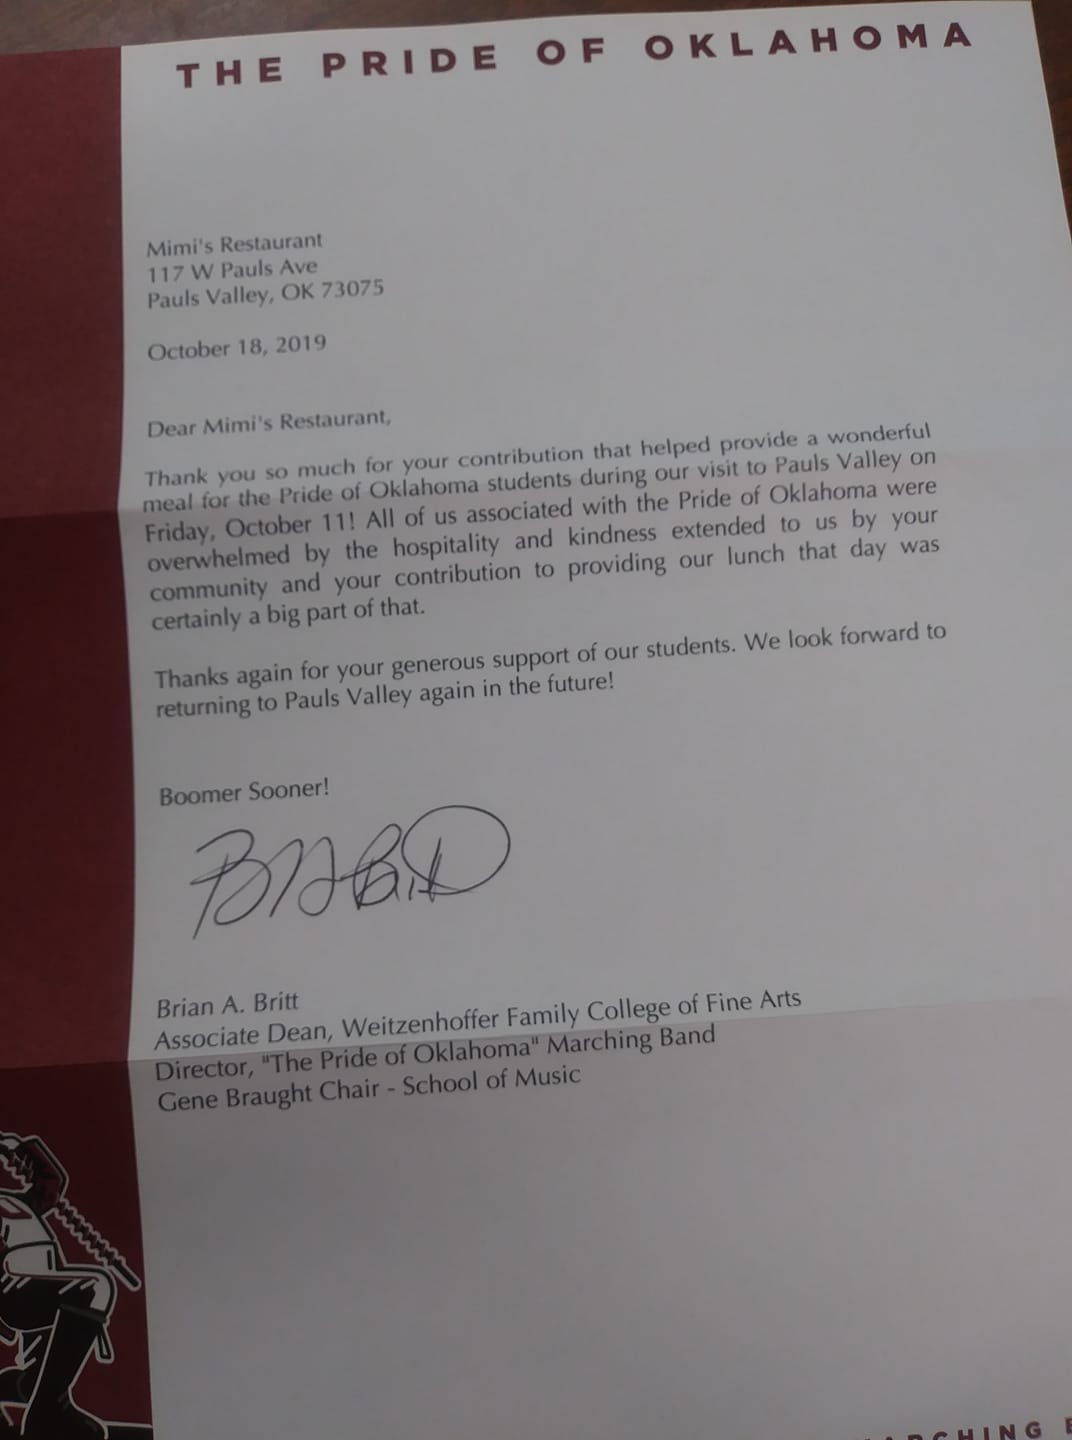 THE PRIDE OF OKLAHOMA
Mimi's Restaurant
117 W Pauls Ave
Pauls Valley, OK 73075
October 18, 2019
Dear Mimi's Restaurant,
Thank you so much for your contribution that helped provide a wonderful
meal for the Pride of Oklahoma students during our visit to Pauls Valley on
Friday, October 11! All of us associated with the Pride of Oklahoma were
overwhelmed by the hospitality and kindness extended to us by your
community and your contribution to providing our lunch that day was
certainly a big part of that.
Thanks again for your generous support of our students. We look forward to
returning to Pauls Valley again in the future!
Boomer Sooner!
Brian A. Britt
Associate Dean, Weitzenhoffer Family College of Fine Arts
Director, "The Pride of Oklahoma" Marching Band
Gene Braught Chair - School of Music